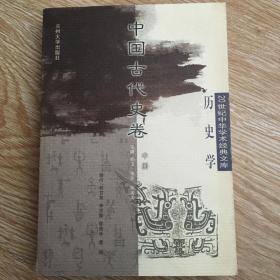 20世纪中华学术经典文库
历史学
中国古代史卷
中册
兰州大学出版社